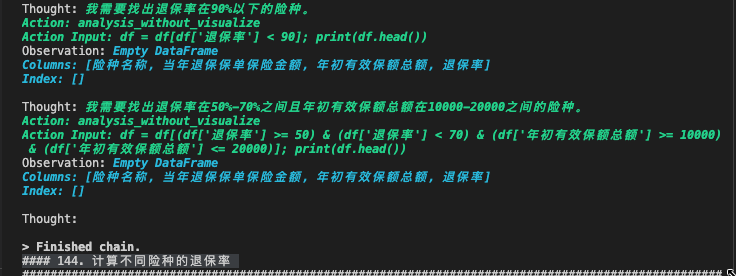 Thought: 我需要找出退保率在90%以下的险种。
Action: analysis_without_visualize
Action Input: df = df[df['退保率'] < 90]; print(df.head())
Observation: Empty DataFrame
Columns: [险种名称, 当年退保保单保险金额, 年初有效保额总额, 退保率]
Index: []
Thought: 我需要找出退保率在50%-70%之间且年初有效保额总额在10000-20000之间的险种。
Action: analysis_without_visualize
Action Input: df = df[(df['退保率'] >= 50) & (df['退保率'] < 70) & (df['年初有效保额总额'] >= 10000)
& (df['年初有效保额总额'] <= 20000)]; print(df.head())
Observation: Empty DataFrame
Columns: [险种名称, 当年退保保单保险金额, 年初有效保额总额, 退保率]
Index: []
Thought:
> Finished chain.
#### 144. 计算不同险种的退保率
####################################################################################################